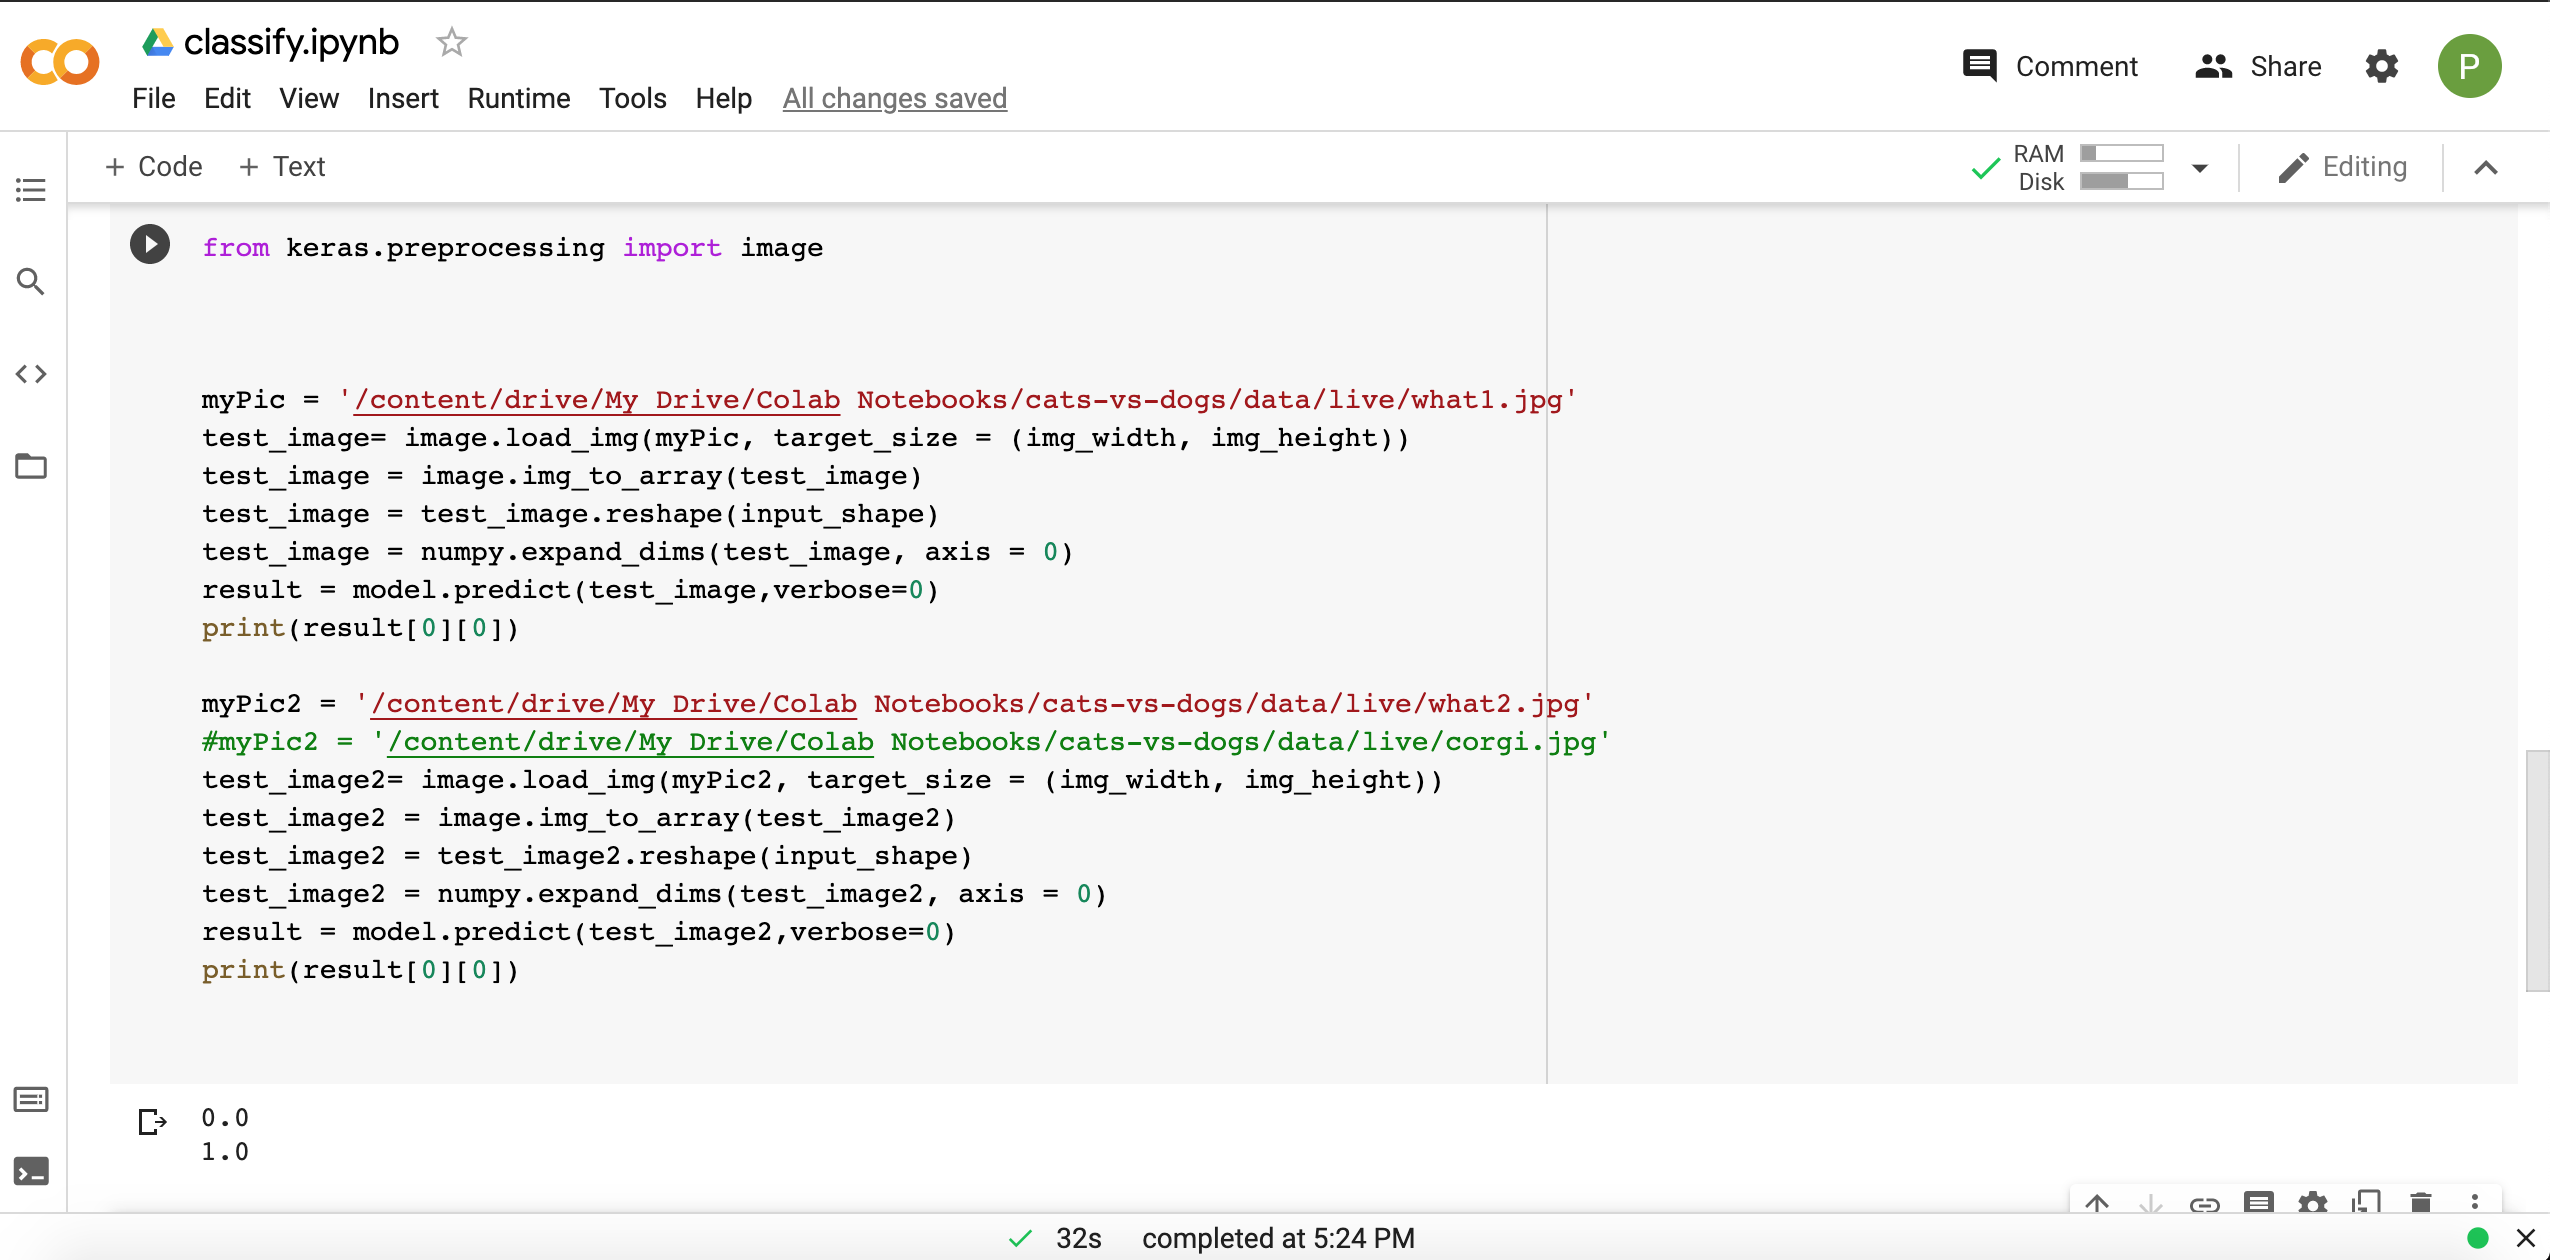 classify.ipynb
File Edit View Insert Runtime Tools Help All changes saved
Comment Share P
+ Code + Text
RAM
Disk
Editing
from keras.preprocessing import image
myPic = '/content/drive/My Drive/Colab Notebooks/cats-vs-dogs/data/live/what1.jpg'
test_image= image.load_img(myPic, target_size = (img_width, img_height))
test_image = image.img_to_array(test_image)
test_image = test_image.reshape(input_shape)
test_image = numpy.expand_dims(test_image, axis = 0)
result = model.predict(test_image,verbose=0)
print(result[0][0])
myPic2 = '/content/drive/My Drive/Colab Notebooks/cats-vs-dogs/data/live/what2.jpg'
#myPic2 = '/content/drive/My Drive/Colab Notebooks/cats-vs-dogs/data/live/corgi.jpg'
test_image2= image.load_img(myPic2, target_size = (img_width, img_height))
test_image2 = image.img_to_array(test_image2)
test_image2 = test_image2.reshape(input_shape)
test_image2 = numpy.expand_dims(test_image2, axis = 0)
result = model.predict(test_image2,verbose=0)
print(result[0][0])
0.0
1.0
32s completed at 5:24 PM